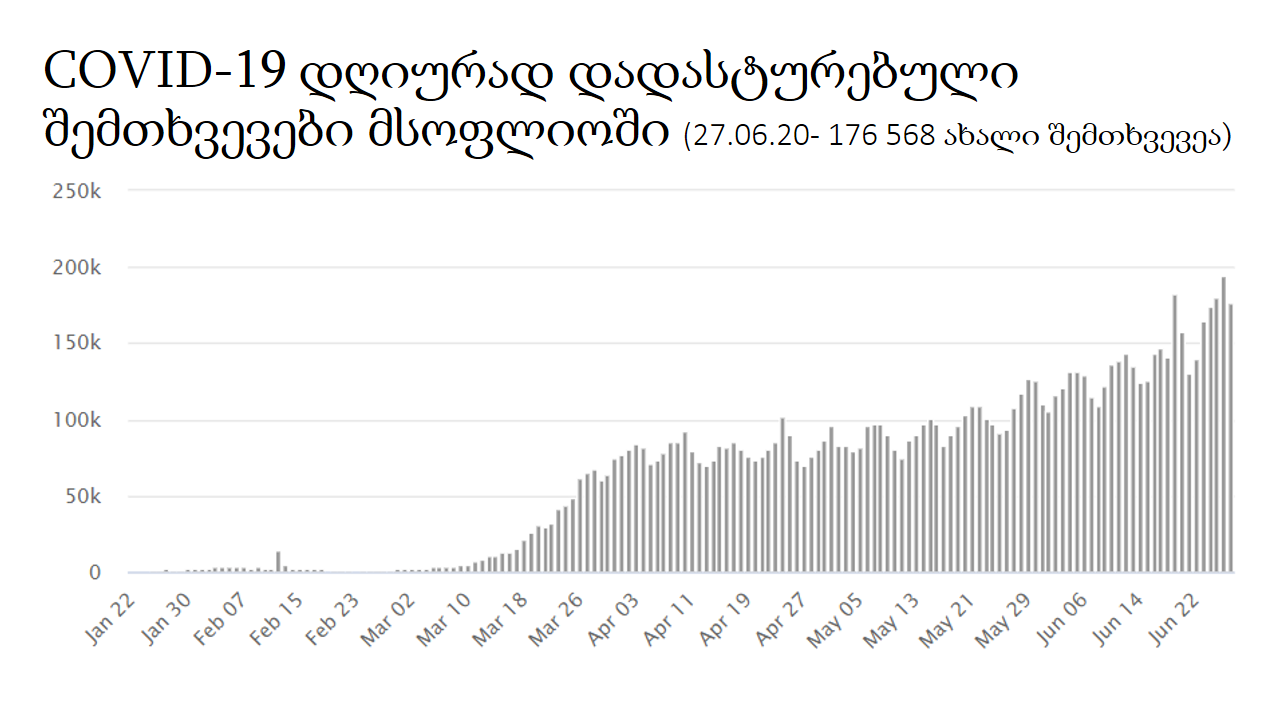 COVID-19 დღიურად დადასტურებული
შემთხვევები მსოფლიოში (27.06.20- 176 568 ახალი შემთხვევეა)
250k
200k
150k
100k
50k
0
Jan 22
Jan 30
Feb 07
Feb 15
Feb 23
Mar 02
Mar 10
Mar 18
Mar 26
Apr 03
Apr 11
Apr 19
Apr 27
May 05
May 13
May 21
May 29
Jun 06
Jun 14
Jun 22